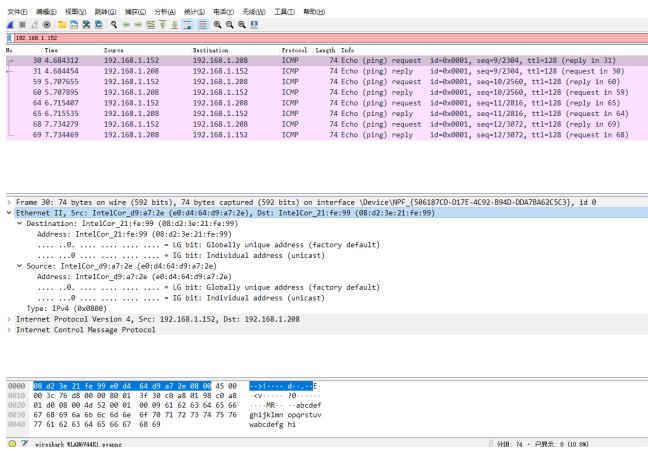 文件(F) 编辑(E) 视图(V) 跳转(G) 捕获(C) 分析(A) 统计(S) 电话(Y) 无线(W) 工具(T) 帮助(H)
192.168.1.152
No. Time Source Destination Protocol Length Info
30 4.684312 192.168.1.152 192.168.1.208 ICMP 74 Echo (ping) request id=0x0001, seq=9/2304, ttl=128 (reply in 31)
31 4.684454 192.168.1.208 192.168.1.152 ICMP 74 Echo (ping) reply id=0x0001, seq=9/2304, ttl=128 (request in 30)
59 5.707655 192.168.1.152 192.168.1.208 ICMP 74 Echo (ping) request id=0x0001, seq=10/2560, ttl=128 (reply in 60)
60 5.707895 192.168.1.208 192.168.1.152 ICMP 74 Echo (ping) reply id=0x0001, seq=10/2560, ttl=128 (request in 59)
64 6.715407 192.168.1.152 192.168.1.208 ICMP 74 Echo (ping) request id=0x0001, seq=11/2816, ttl=128 (reply in 65)
65 6.715535 192.168.1.208 192.168.1.152 ICMP 74 Echo (ping) reply id=0x0001, seq=11/2816, ttl=128 (request in 64)
68 7.734279 192.168.1.152 192.168.1.208 ICMP 74 Echo (ping) request id=0x0001, seq=12/3072, ttl=128 (reply in 69)
69 7.734469 192.168.1.208 192.168.1.152 ICMP 74 Echo (ping) reply id=0x0001, seq=12/3072, ttl=128 (request in 68)
Frame 30: 74 bytes on wire (592 bits), 74 bytes captured (592 bits) on interface \Device\NPF_{506187CD-D17E-4C92-B94D-DDA7BA62C5C3}, id 0
Ethernet II, Src: IntelCor_d9:a7:2e (e0:d4:64:d9:a7:2e), Dst: IntelCor_21:fe:99 (08:d2:3e:21:fe:99)
Destination: IntelCor_21:fe:99 (08:d2:3e:21:fe:99)
Address: IntelCor_21:fe:99 (08:d2:3e:21:fe:99)
.... ..0. .... .... .... .... = LG bit: Globally unique address (factory default)
.... ...0 .... .... .... .... = IG bit: Individual address (unicast)
Source: IntelCor_d9:a7:2e (e0:d4:64:d9:a7:2e)
Address: IntelCor_d9:a7:2e (e0:d4:64:d9:a7:2e)
.... ..0. .... .... .... .... = LG bit: Globally unique address (factory default)
.... ...0 .... .... .... .... = IG bit: Individual address (unicast)
Type: IPv4 (0x0800)
Internet Protocol Version 4, Src: 192.168.1.152, Dst: 192.168.1.208
Internet Control Message Protocol
0000 08 d2 3e 21 fe 99 e0 d4 64 d9 a7 2e 08 00 45 00 ··>!···· d··.··E·
0010 00 3c 76 d8 00 00 80 01 3f 30 c0 a8 01 98 c0 a8 ·<v····· ?0······
0020 01 d0 08 00 4d 52 00 01 00 09 61 62 63 64 65 66 ····MR·· ··abcdef
0030 67 68 69 6a 6b 6c 6d 6e 6f 70 71 72 73 74 75 76 ghijklmn opqrstuv
0040 77 61 62 63 64 65 66 67 68 69 wabcdefg hi
分组: 74 · 已显示: 8 (10.8%)